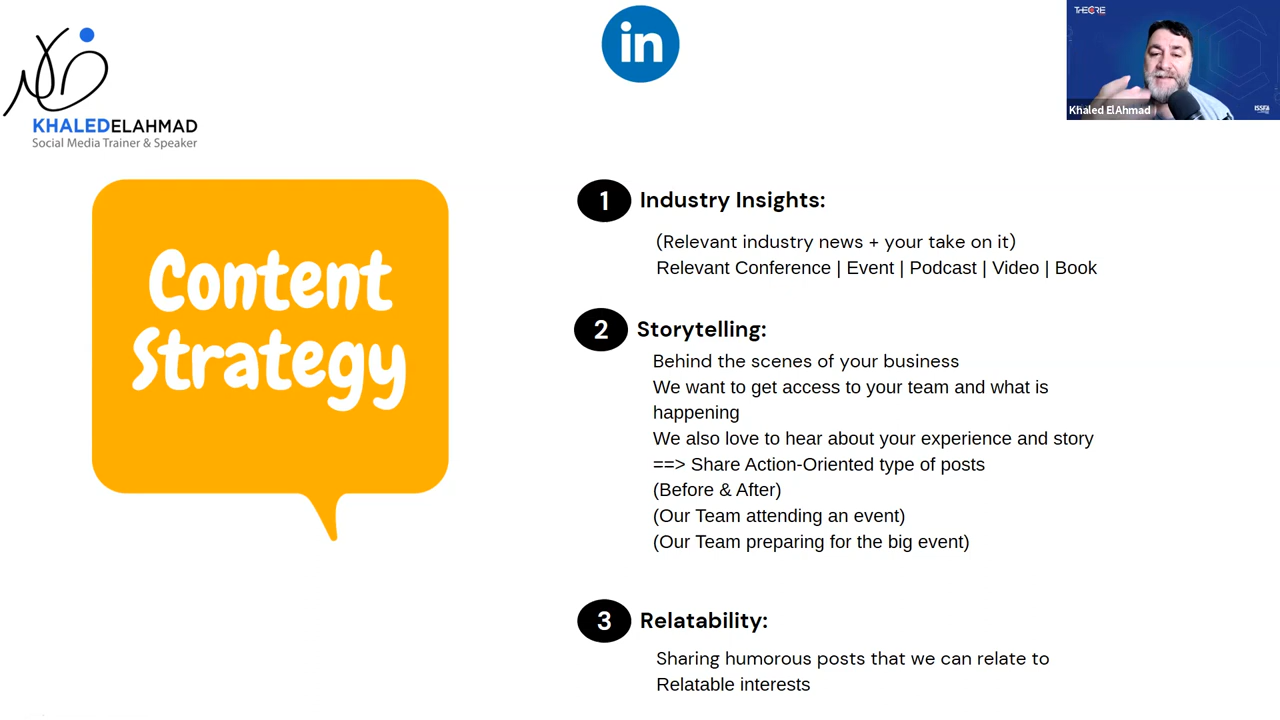 in
THECORE
KHALEDELAHMAD
Social Media Trainer & Speaker
Khaled ElAhmad
Content
Strategy
1 Industry Insights:
(Relevant industry news + your take on it)
Relevant Conference | Event | Podcast | Video | Book
2 Storytelling:
Behind the scenes of your business
We want to get access to your team and what is
happening
We also love to hear about your experience and story
==> Share Action-Oriented type of posts
(Before & After)
(Our Team attending an event)
(Our Team preparing for the big event)
3 Relatability:
Sharing humorous posts that we can relate to
Relatable interests